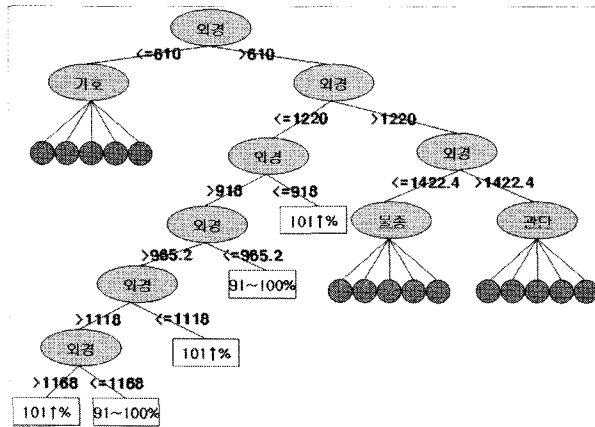 외경
<=610 >610
기호 외경
<=1220 >1220
외경 외경
>918 <=918 <=1422.4 >1422.4
외경 101↑% 품종 관단
>965.2 <=965.2
외경 91~100%
>1118 <=1118
외경 101↑%
>1168 <=1168
101↑% 91~100%